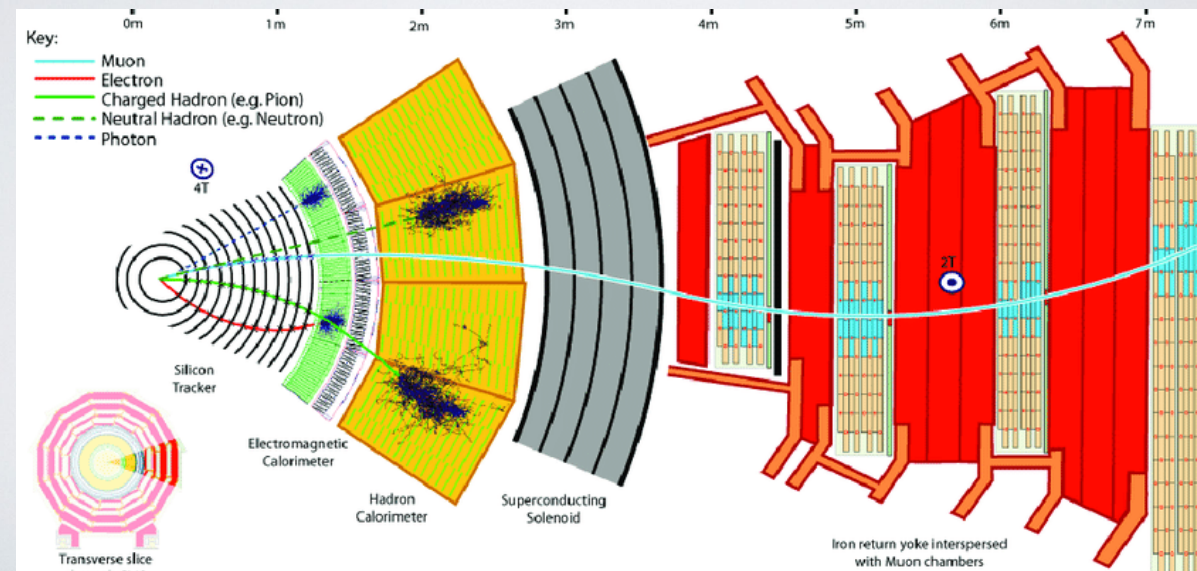 0m 1m 2m 3m 4m 5m 6m 7m
Key:
Muon
Electron
Charged Hadron (e.g. Pion)
Neutral Hadron (e.g. Neutron)
Photon
4T
2T
Silicon
Tracker
Electromagnetic
Calorimeter
Hadron
Calorimeter
Superconducting
Solenoid
Iron return yoke interspersed
with Muon chambers
Transverse slice